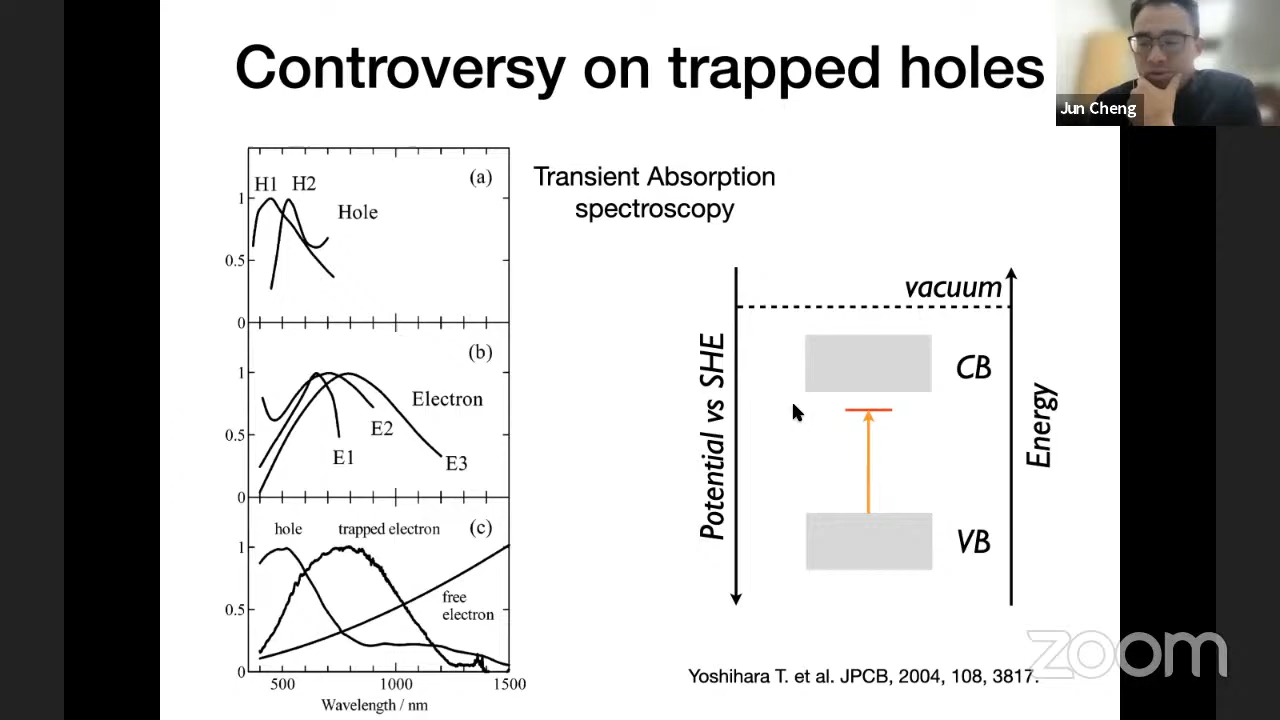 Controversy on trapped holes
Jun Cheng
Transient Absorption
spectroscopy
(a)
H1 H2
Hole
1
0.5
0
(b)
Electron
E1
E2
E3
1
0.5
0
(c)
hole
trapped electron
free
electron
1
0.5
0
500
1000
1500
Wavelength / nm
vacuum
CB
VB
Potential vs SHE
Energy
Yoshihara T. et al. JPCB, 2004, 108, 3817.
zoom